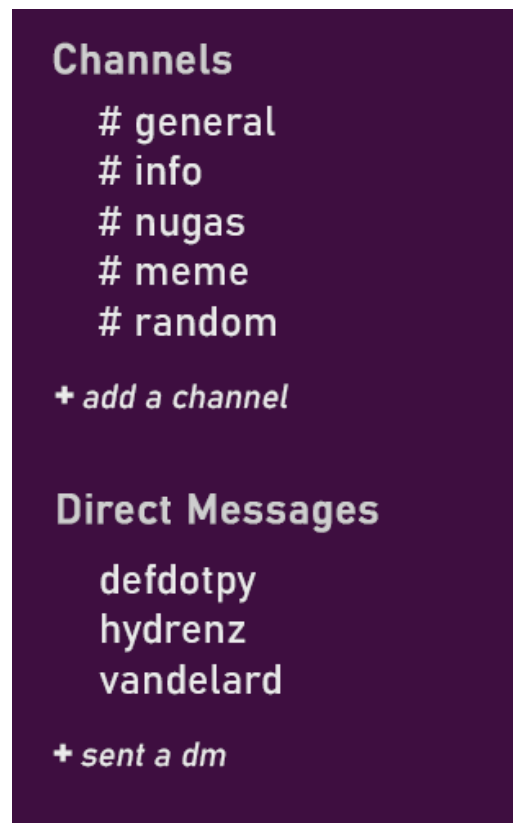 Channels
# general
# info
# nugas
# meme
# random
+ add a channel
Direct Messages
defdotpy
hydrenz
vandelard
+ sent a dm